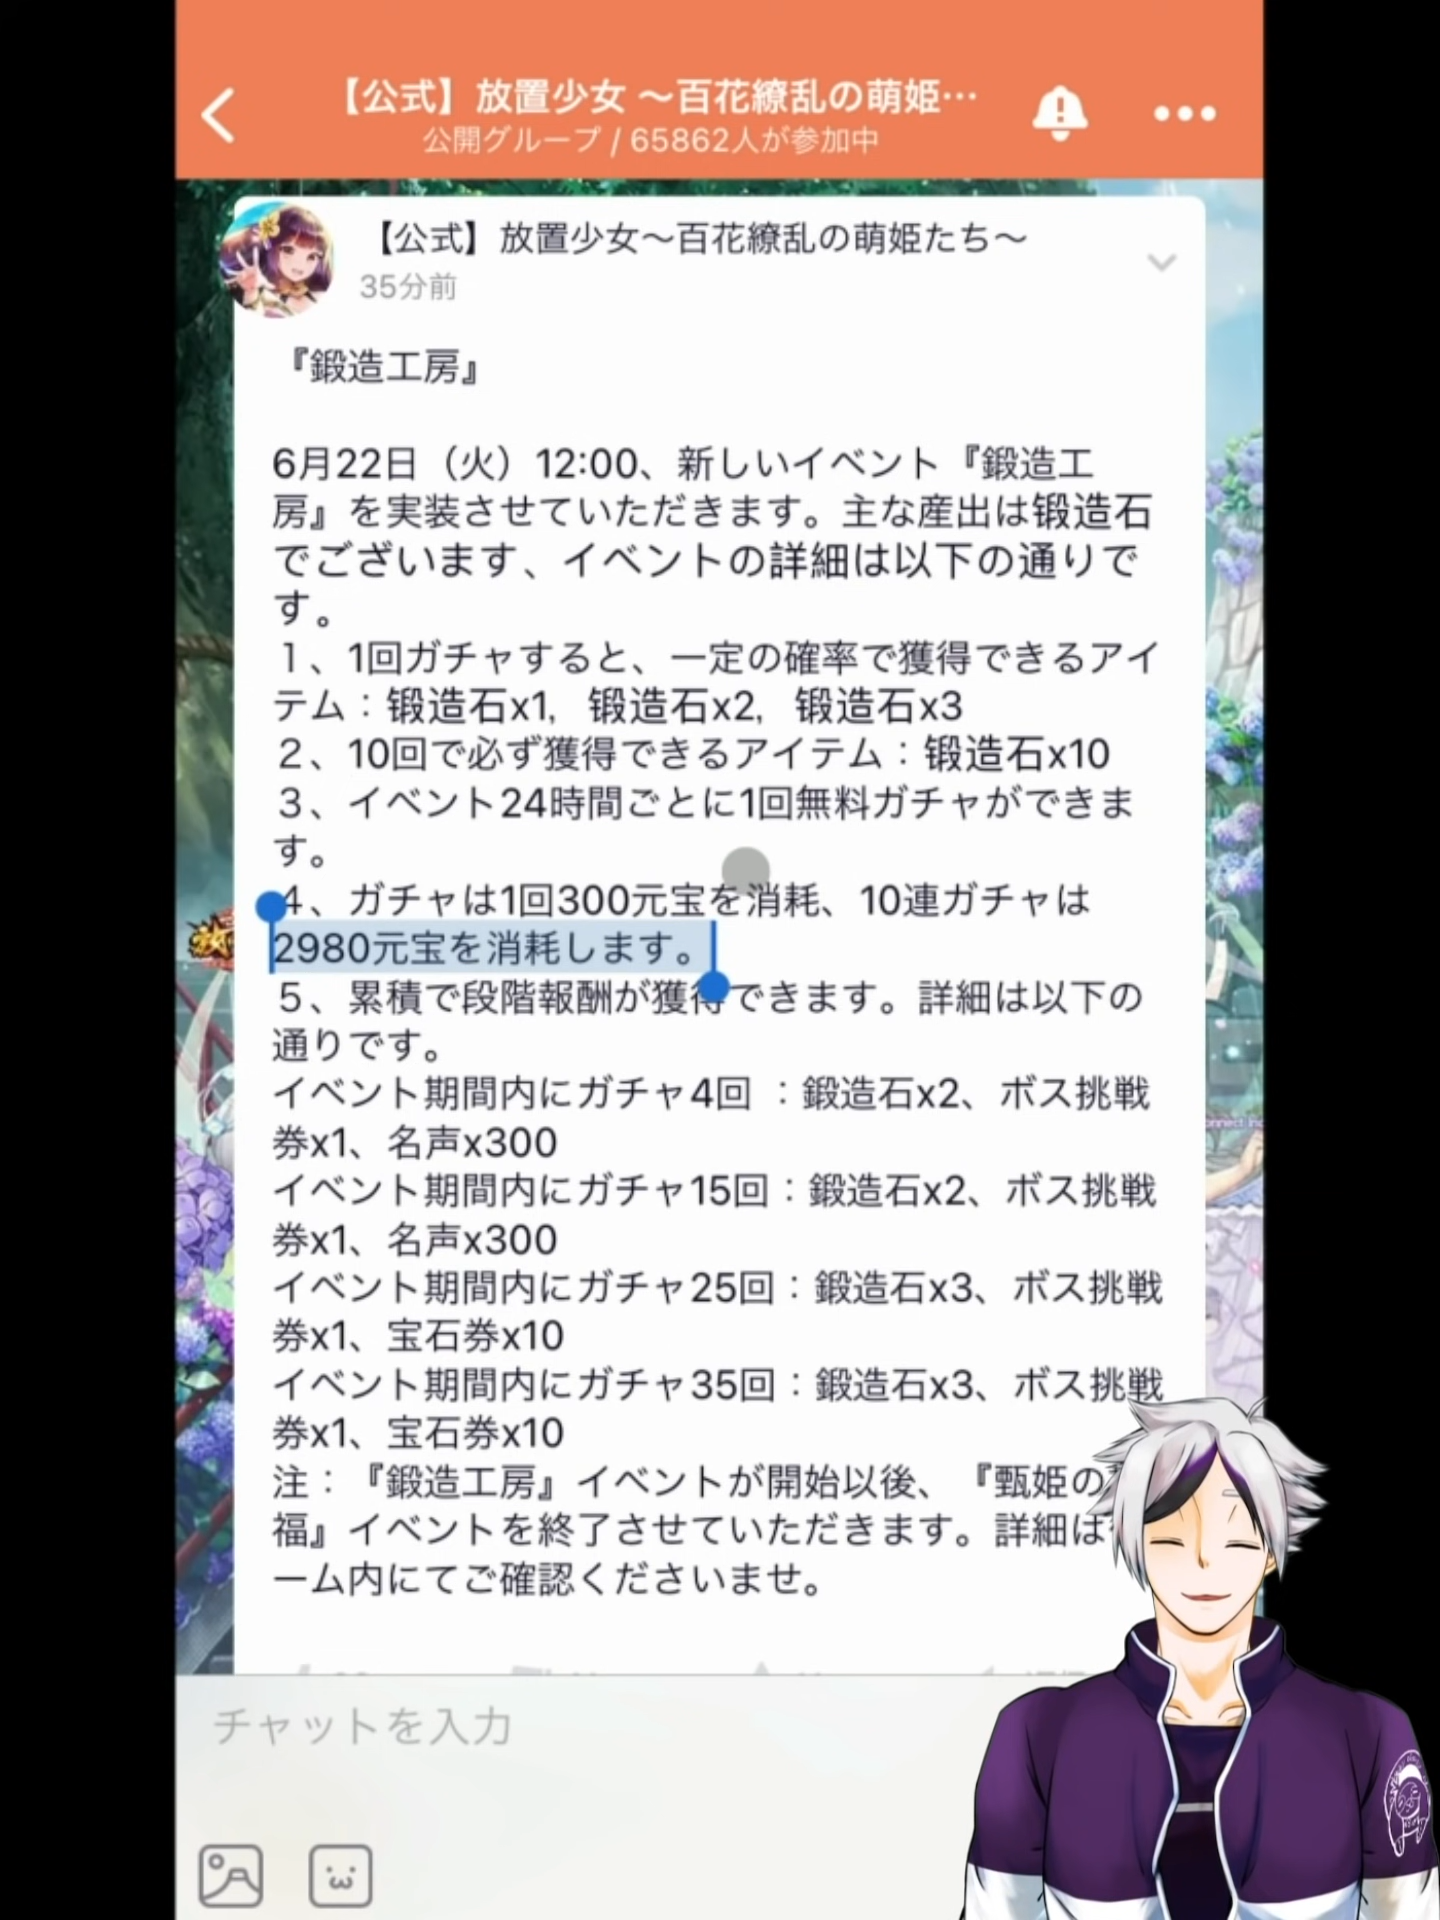 【公式】放置少女 〜百花繚乱の萌姫…
公開グループ / 65862人が参加中
【公式】放置少女〜百花繚乱の萌姫たち〜
35分前
『鍛造工房』
6月22日（火）12:00、新しいイベント『鍛造工
房』を実装させていただきます。主な産出は锻造石
でございます、イベントの詳細は以下の通りで
す。
１、1回ガチャすると、一定の確率で獲得できるアイ
テム：锻造石x1，锻造石x2，锻造石x3
２、10回で必ず獲得できるアイテム：锻造石x10
３、イベント24時間ごとに1回無料ガチャができま
す。
４、ガチャは1回300元宝を消耗、10連ガチャは
2980元宝を消耗します。
５、累積で段階報酬が獲得できます。詳細は以下の
通りです。
イベント期間内にガチャ4回 ：鍛造石x2、ボス挑戦
券x1、名声x300
イベント期間内にガチャ15回：鍛造石x2、ボス挑戦
券x1、名声x300
イベント期間内にガチャ25回：鍛造石x3、ボス挑戦
券x1、宝石券x10
イベント期間内にガチャ35回：鍛造石x3、ボス挑戦
券x1、宝石券x10
注：『鍛造工房』イベントが開始以後、『甄姫の
福』イベントを終了させていただきます。詳細は
ーム内にてご確認くださいませ。
チャットを入力